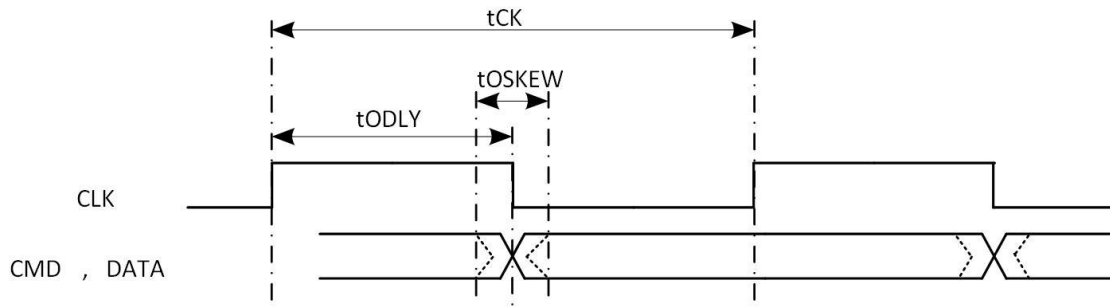 tCK
tOSKEW
tODLY
CLK
CMD , DATA